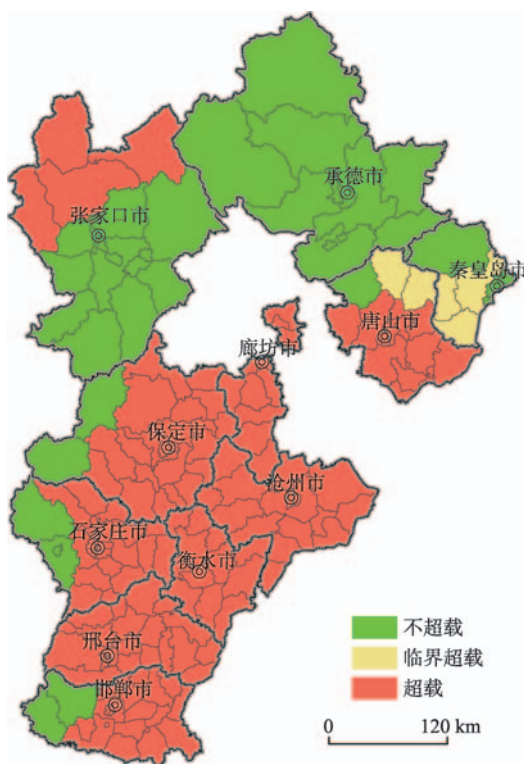 承德市
张家口市
秦皇岛市
唐山市
廊坊市
保定市
沧州市
石家庄市
衡水市
邢台市
邯郸市
不超载
临界超载
超载
0 120 km